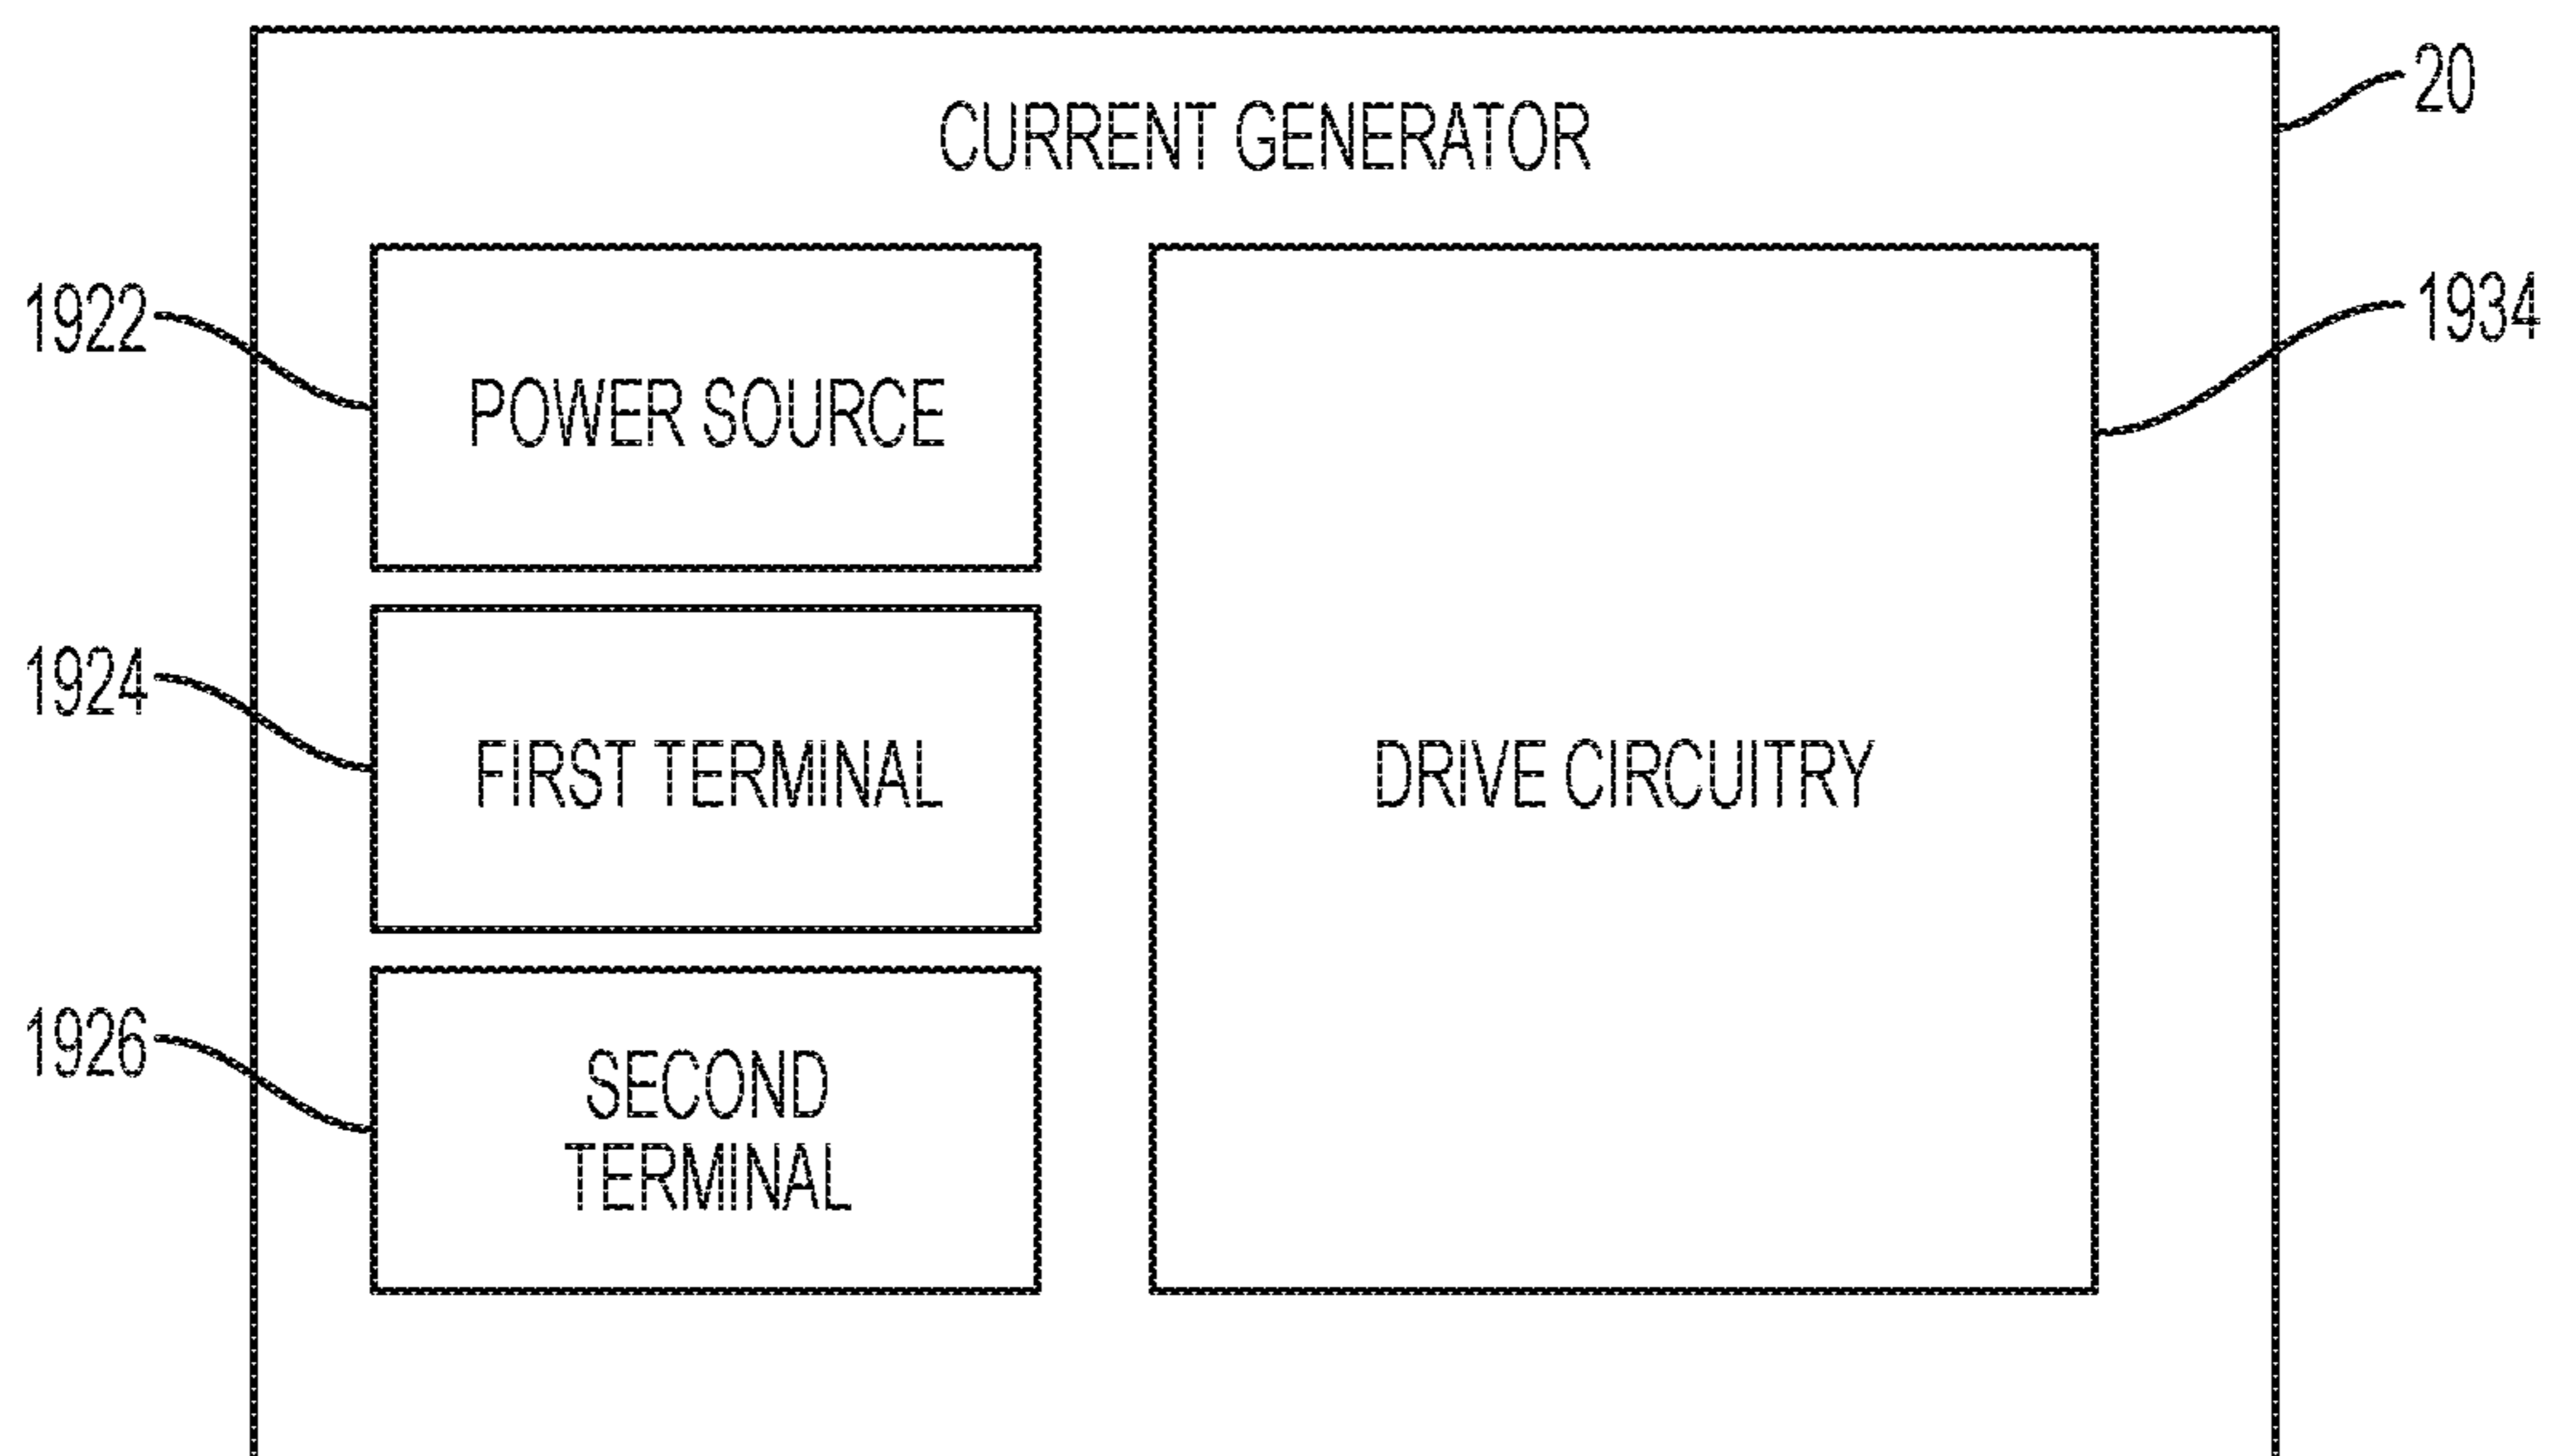 CURRENT GENERATOR
20
1922
POWER SOURCE
1934
1924
FIRST TERMINAL
DRIVE CIRCUITRY
1926
SECOND
TERMINAL